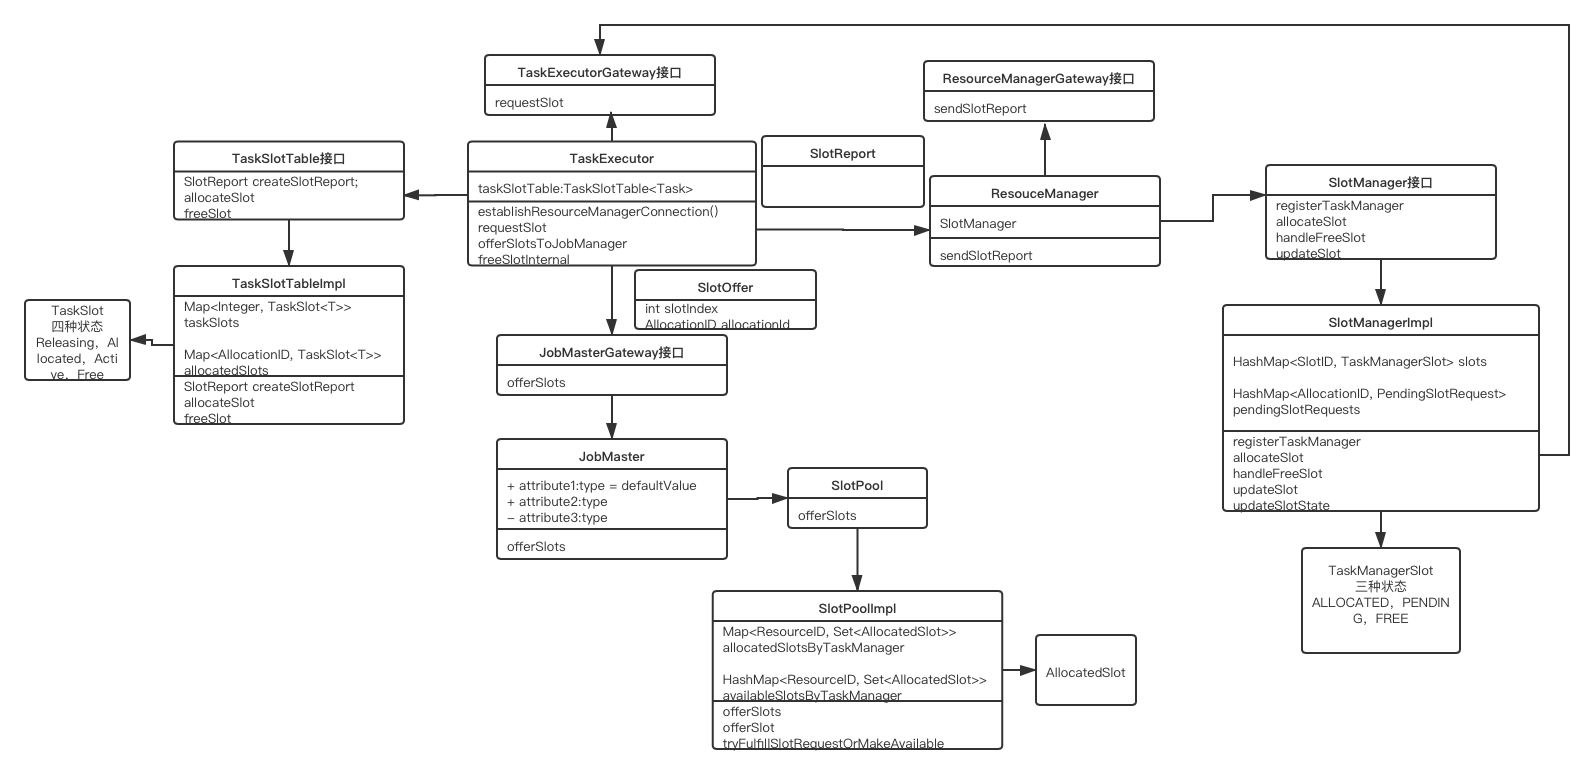 TaskExecutorGateway接口
requestSlot
ResourceManagerGateway接口
sendSlotReport
TaskSlotTable接口
SlotReport createSlotReport;
allocateSlot
freeSlot
TaskExecutor
taskSlotTable:TaskSlotTable<Task>
establishResourceManagerConnection()
requestSlot
offerSlotsToJobManager
freeSlotInternal
SlotReport
ResouceManager
SlotManager
sendSlotReport
SlotManager接口
registerTaskManager
allocateSlot
handleFreeSlot
updateSlot
TaskSlot
四种状态
Releasing，Al
located，Acti
ve，Free
TaskSlotTableImpl
Map<Integer, TaskSlot<T>>
taskSlots
Map<AllocationID, TaskSlot<T>>
allocatedSlots
SlotReport createSlotReport
allocateSlot
freeSlot
SlotOffer
int slotIndex
AllocationID allocationId
JobMasterGateway接口
offerSlots
SlotManagerImpl
HashMap<SlotID, TaskManagerSlot> slots
HashMap<AllocationID, PendingSlotRequest>
pendingSlotRequests
registerTaskManager
allocateSlot
handleFreeSlot
updateSlot
updateSlotState
JobMaster
+ attribute1:type = defaultValue
+ attribute2:type
- attribute3:type
offerSlots
SlotPool
offerSlots
TaskManagerSlot
三种状态
ALLOCATED，PENDIN
G，FREE
SlotPoolImpl
Map<ResourceID, Set<AllocatedSlot>>
allocatedSlotsByTaskManager
HashMap<ResourceID, Set<AllocatedSlot>>
availableSlotsByTaskManager
offerSlots
offerSlot
tryFulfillSlotRequestOrMakeAvailable
AllocatedSlot